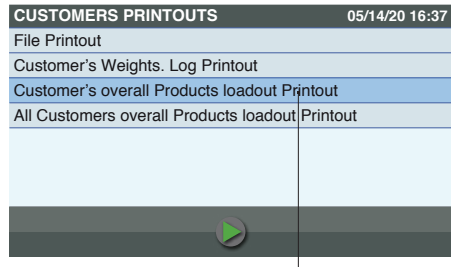 CUSTOMERS PRINTOUTS 05/14/20 16:37
File Printout
Customer's Weights. Log Printout
Customer's overall Products loadout Printout
All Customers overall Products loadout Printout